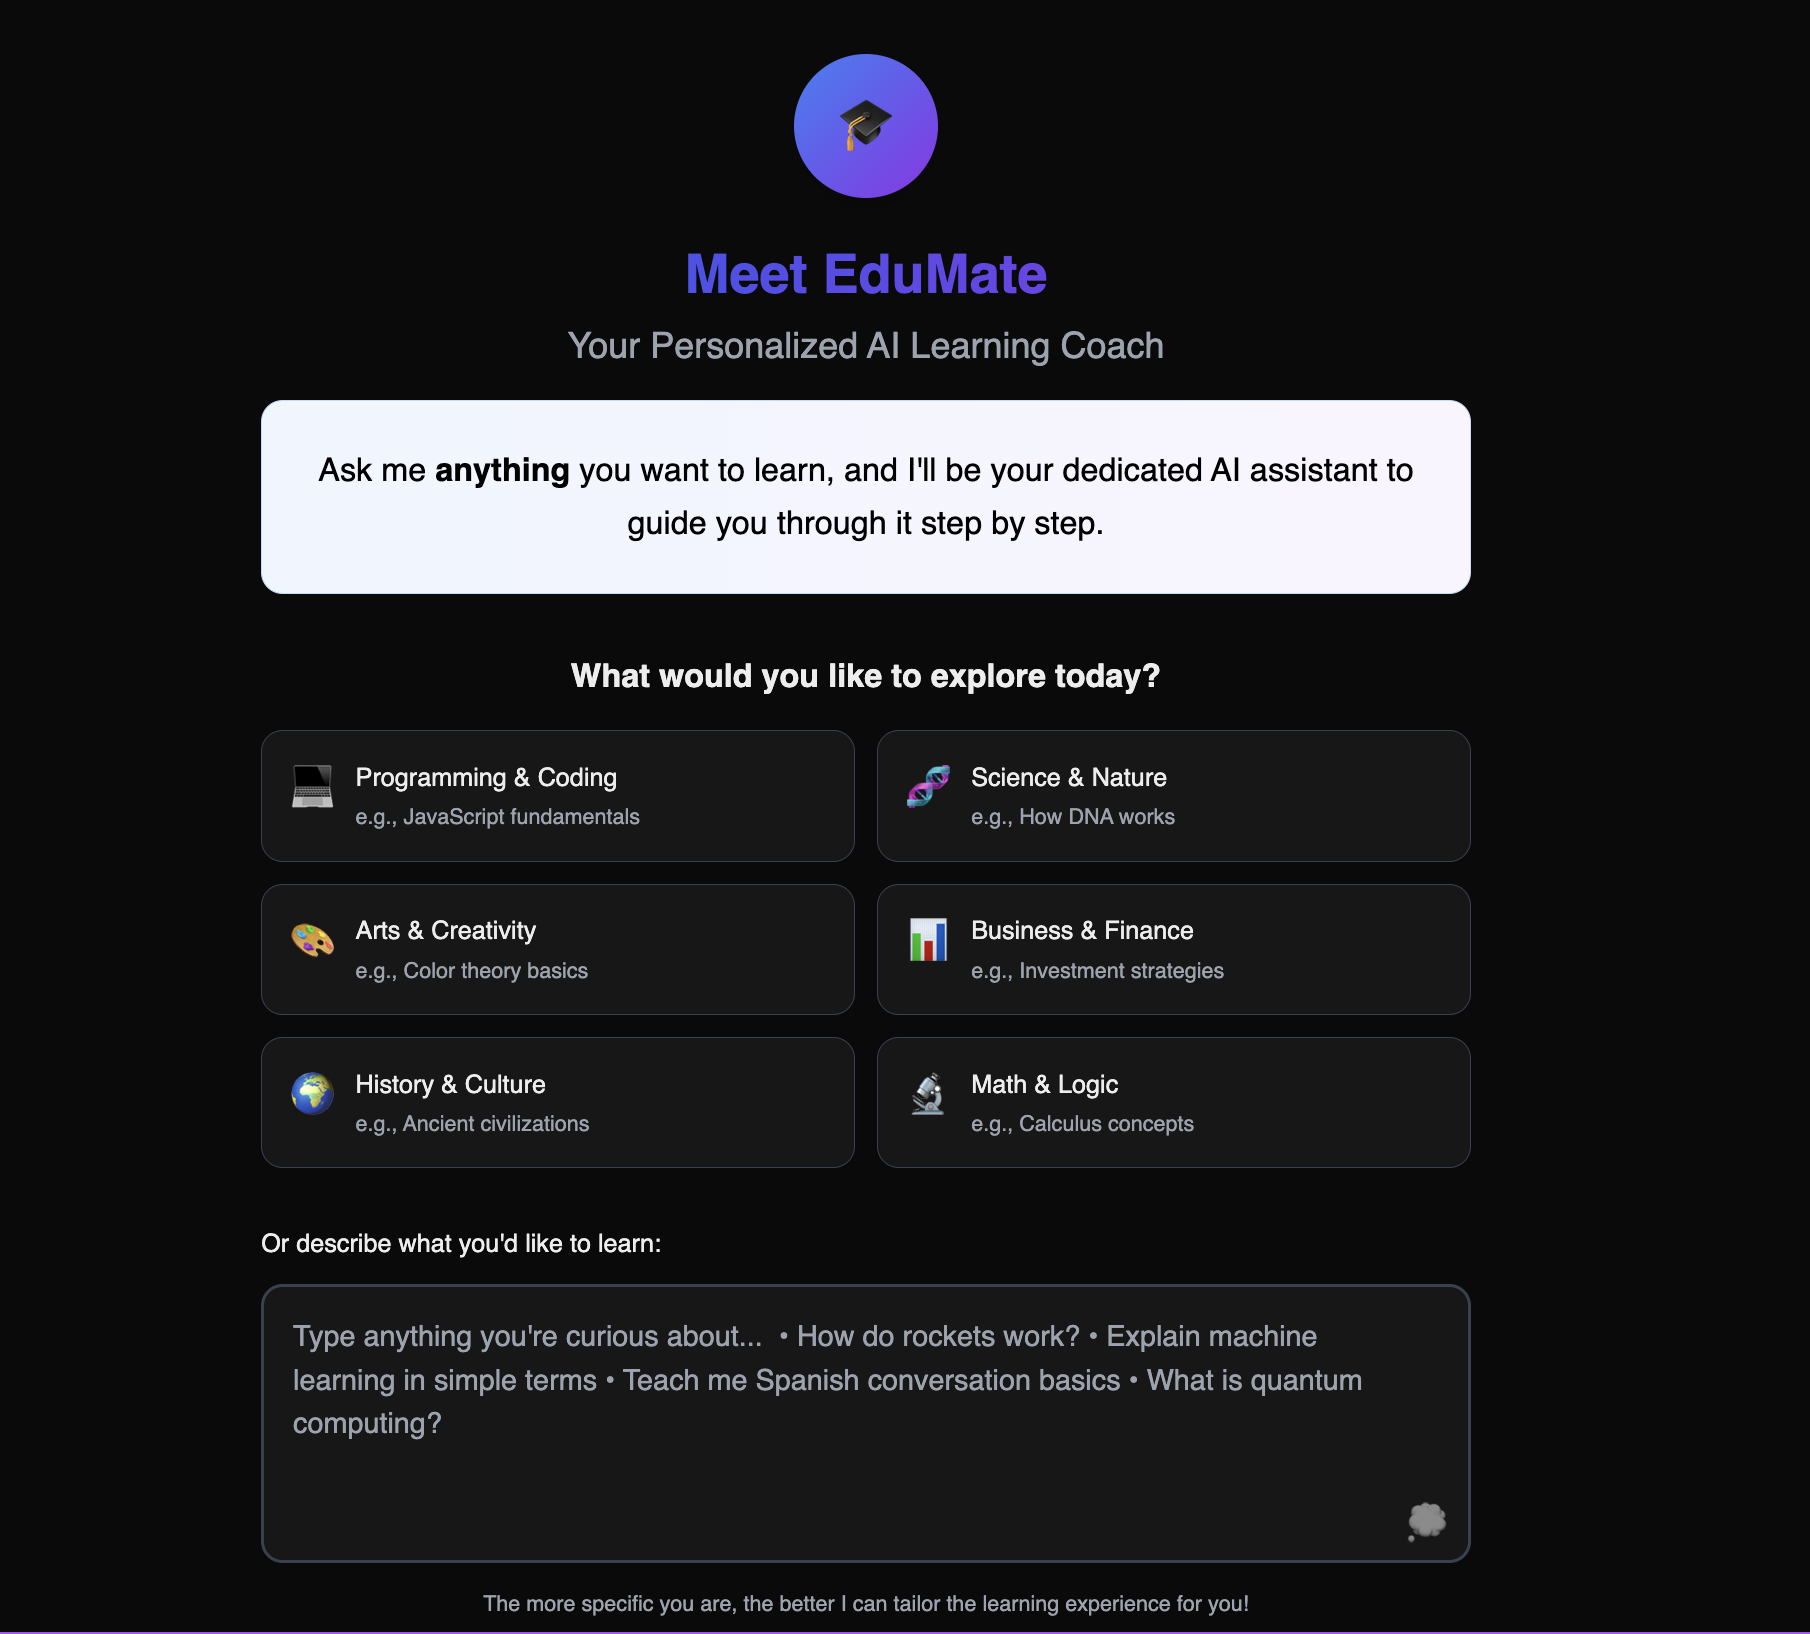 Meet EduMate
Your Personalized AI Learning Coach
Ask me anything you want to learn, and I'll be your dedicated AI assistant to
guide you through it step by step.
What would you like to explore today?
Programming & Coding
e.g., JavaScript fundamentals
Science & Nature
e.g., How DNA works
Arts & Creativity
e.g., Color theory basics
Business & Finance
e.g., Investment strategies
History & Culture
e.g., Ancient civilizations
Math & Logic
e.g., Calculus concepts
Or describe what you'd like to learn:
Type anything you're curious about... • How do rockets work? • Explain machine
learning in simple terms • Teach me Spanish conversation basics • What is quantum
computing?
The more specific you are, the better I can tailor the learning experience for you!